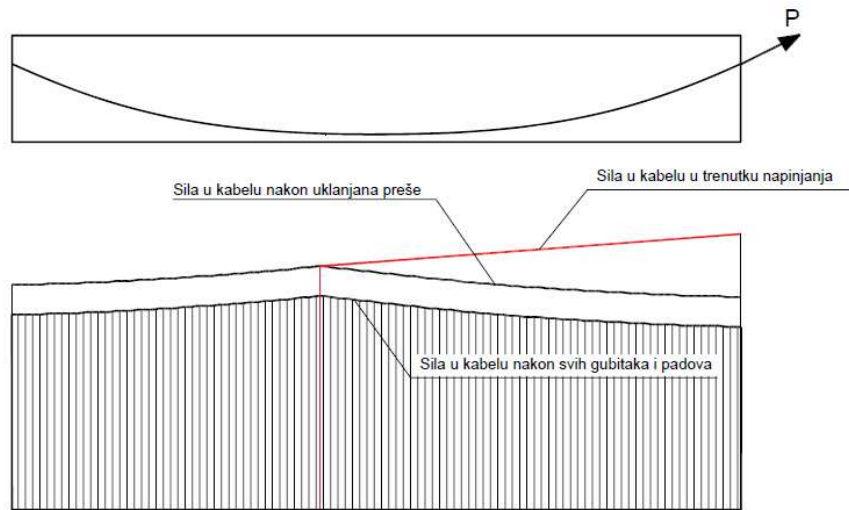 P
Sila u kabelu u trenutku napinjanja
Sila u kabelu nakon uklanjana preše
Sila u kabelu nakon svih gubitaka i padova